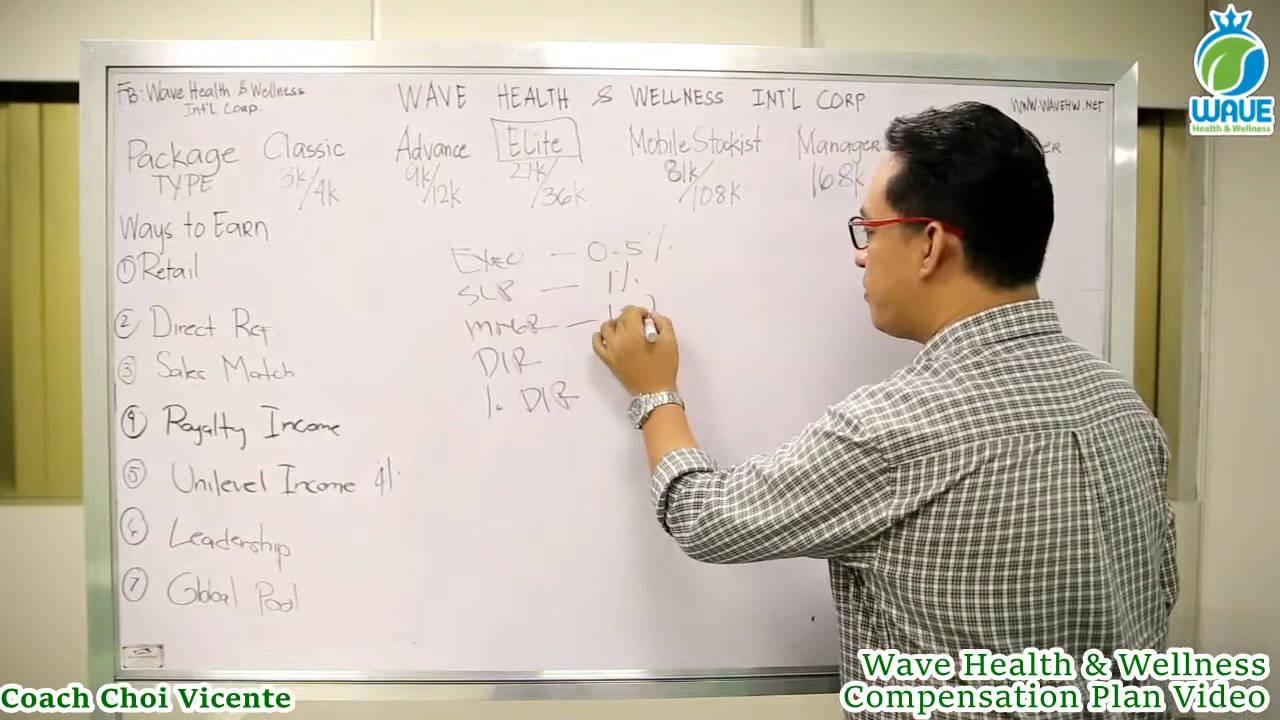 FB: Wave Health & Wellness
Int'l Corp.
WAVE HEALTH & WELLNESS INT'L CORP
WWW.WAVEHW.NET
Package TYPE
Classic 3K/4K
Advance 9K/12K
ELite 27K/36K
Mobile Stockist 81K/108K
Manager 168K
Ways to Earn
① Retail
② Direct Ref.
③ Sales Match
④ Royalty Income
⑤ Unilevel Income 4%
⑥ Leadership
⑦ Global Pool
Exec. — 0.5%
SUP — 1%
MNGR —
DIR
1. DIR
WAVE
Health & Wellness
Coach Choi Vicente
Wave Health & Wellness
Compensation Plan Video